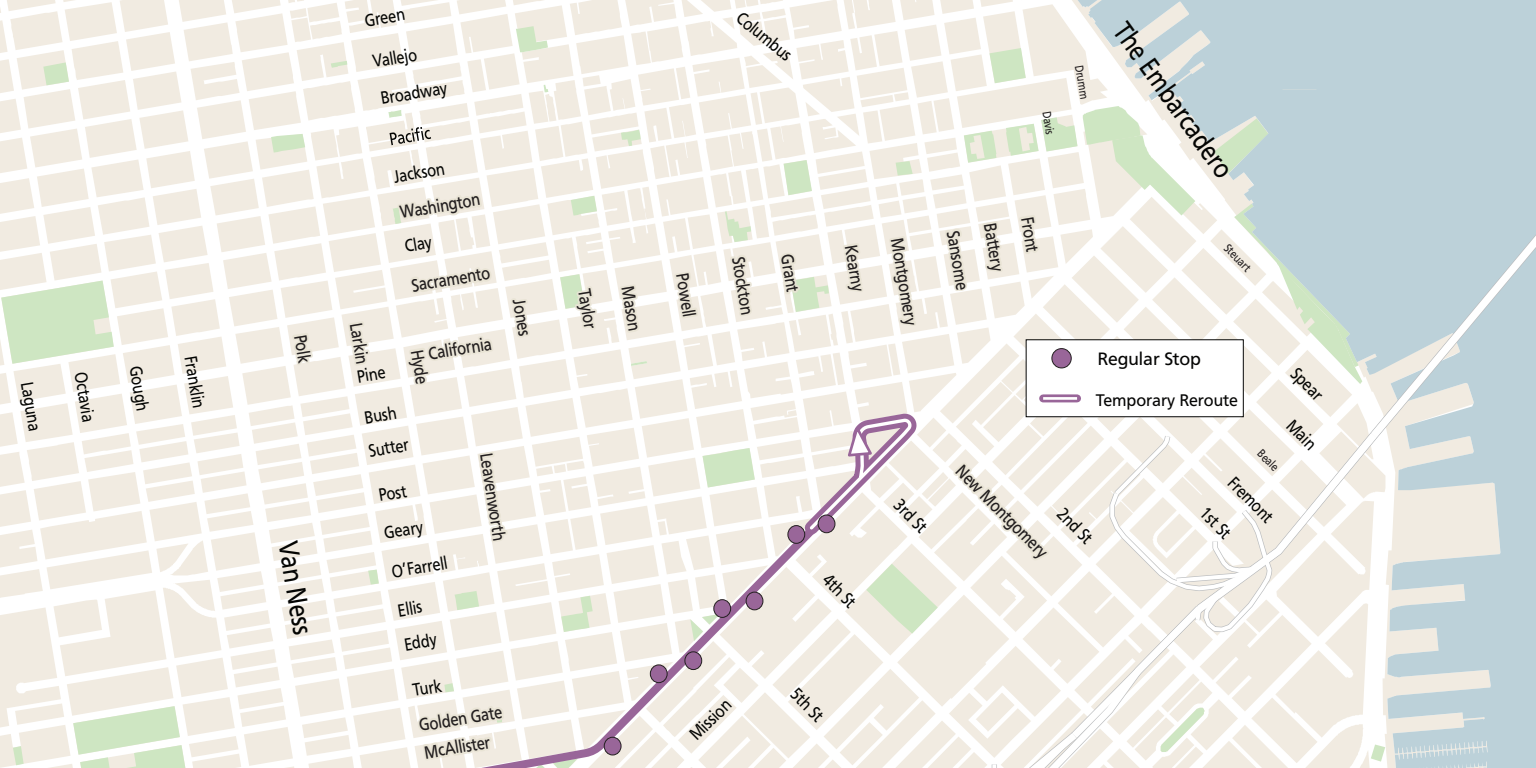 Green
Vallejo
Broadway
Pacific
Jackson
Washington
Clay
Sacramento
California
Pine
Bush
Sutter
Post
Geary
O'Farrell
Ellis
Eddy
Turk
Golden Gate
McAllister
Laguna
Octavia
Gough
Franklin
Van Ness
Polk
Larkin
Hyde
Leavenworth
Jones
Taylor
Mason
Powell
Stockton
Grant
Kearny
Montgomery
Sansome
Battery
Front
Davis
Drumm
Columbus
The Embarcadero
Steuart
Spear
Main
Beale
Fremont
1st St
2nd St
New Montgomery
3rd St
4th St
5th St
Mission
Regular Stop
Temporary Reroute